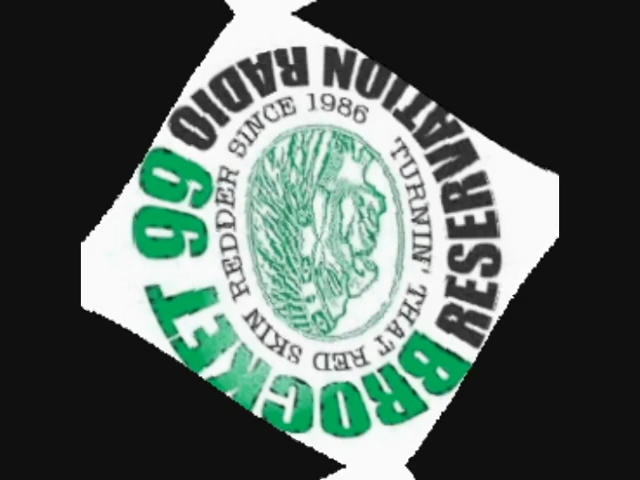 BROCKET 99
RESERVATION RADIO
TURNIN' THAT RED SKIN REDDER SINCE 1986